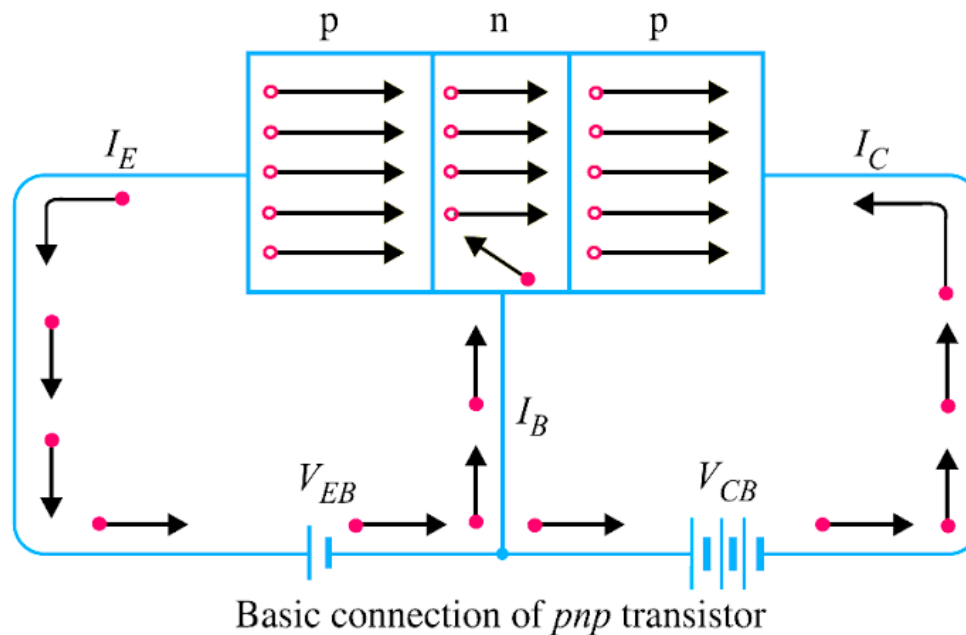 p n p
I_E I_C
I_B
V_EB V_CB
Basic connection of pnp transistor